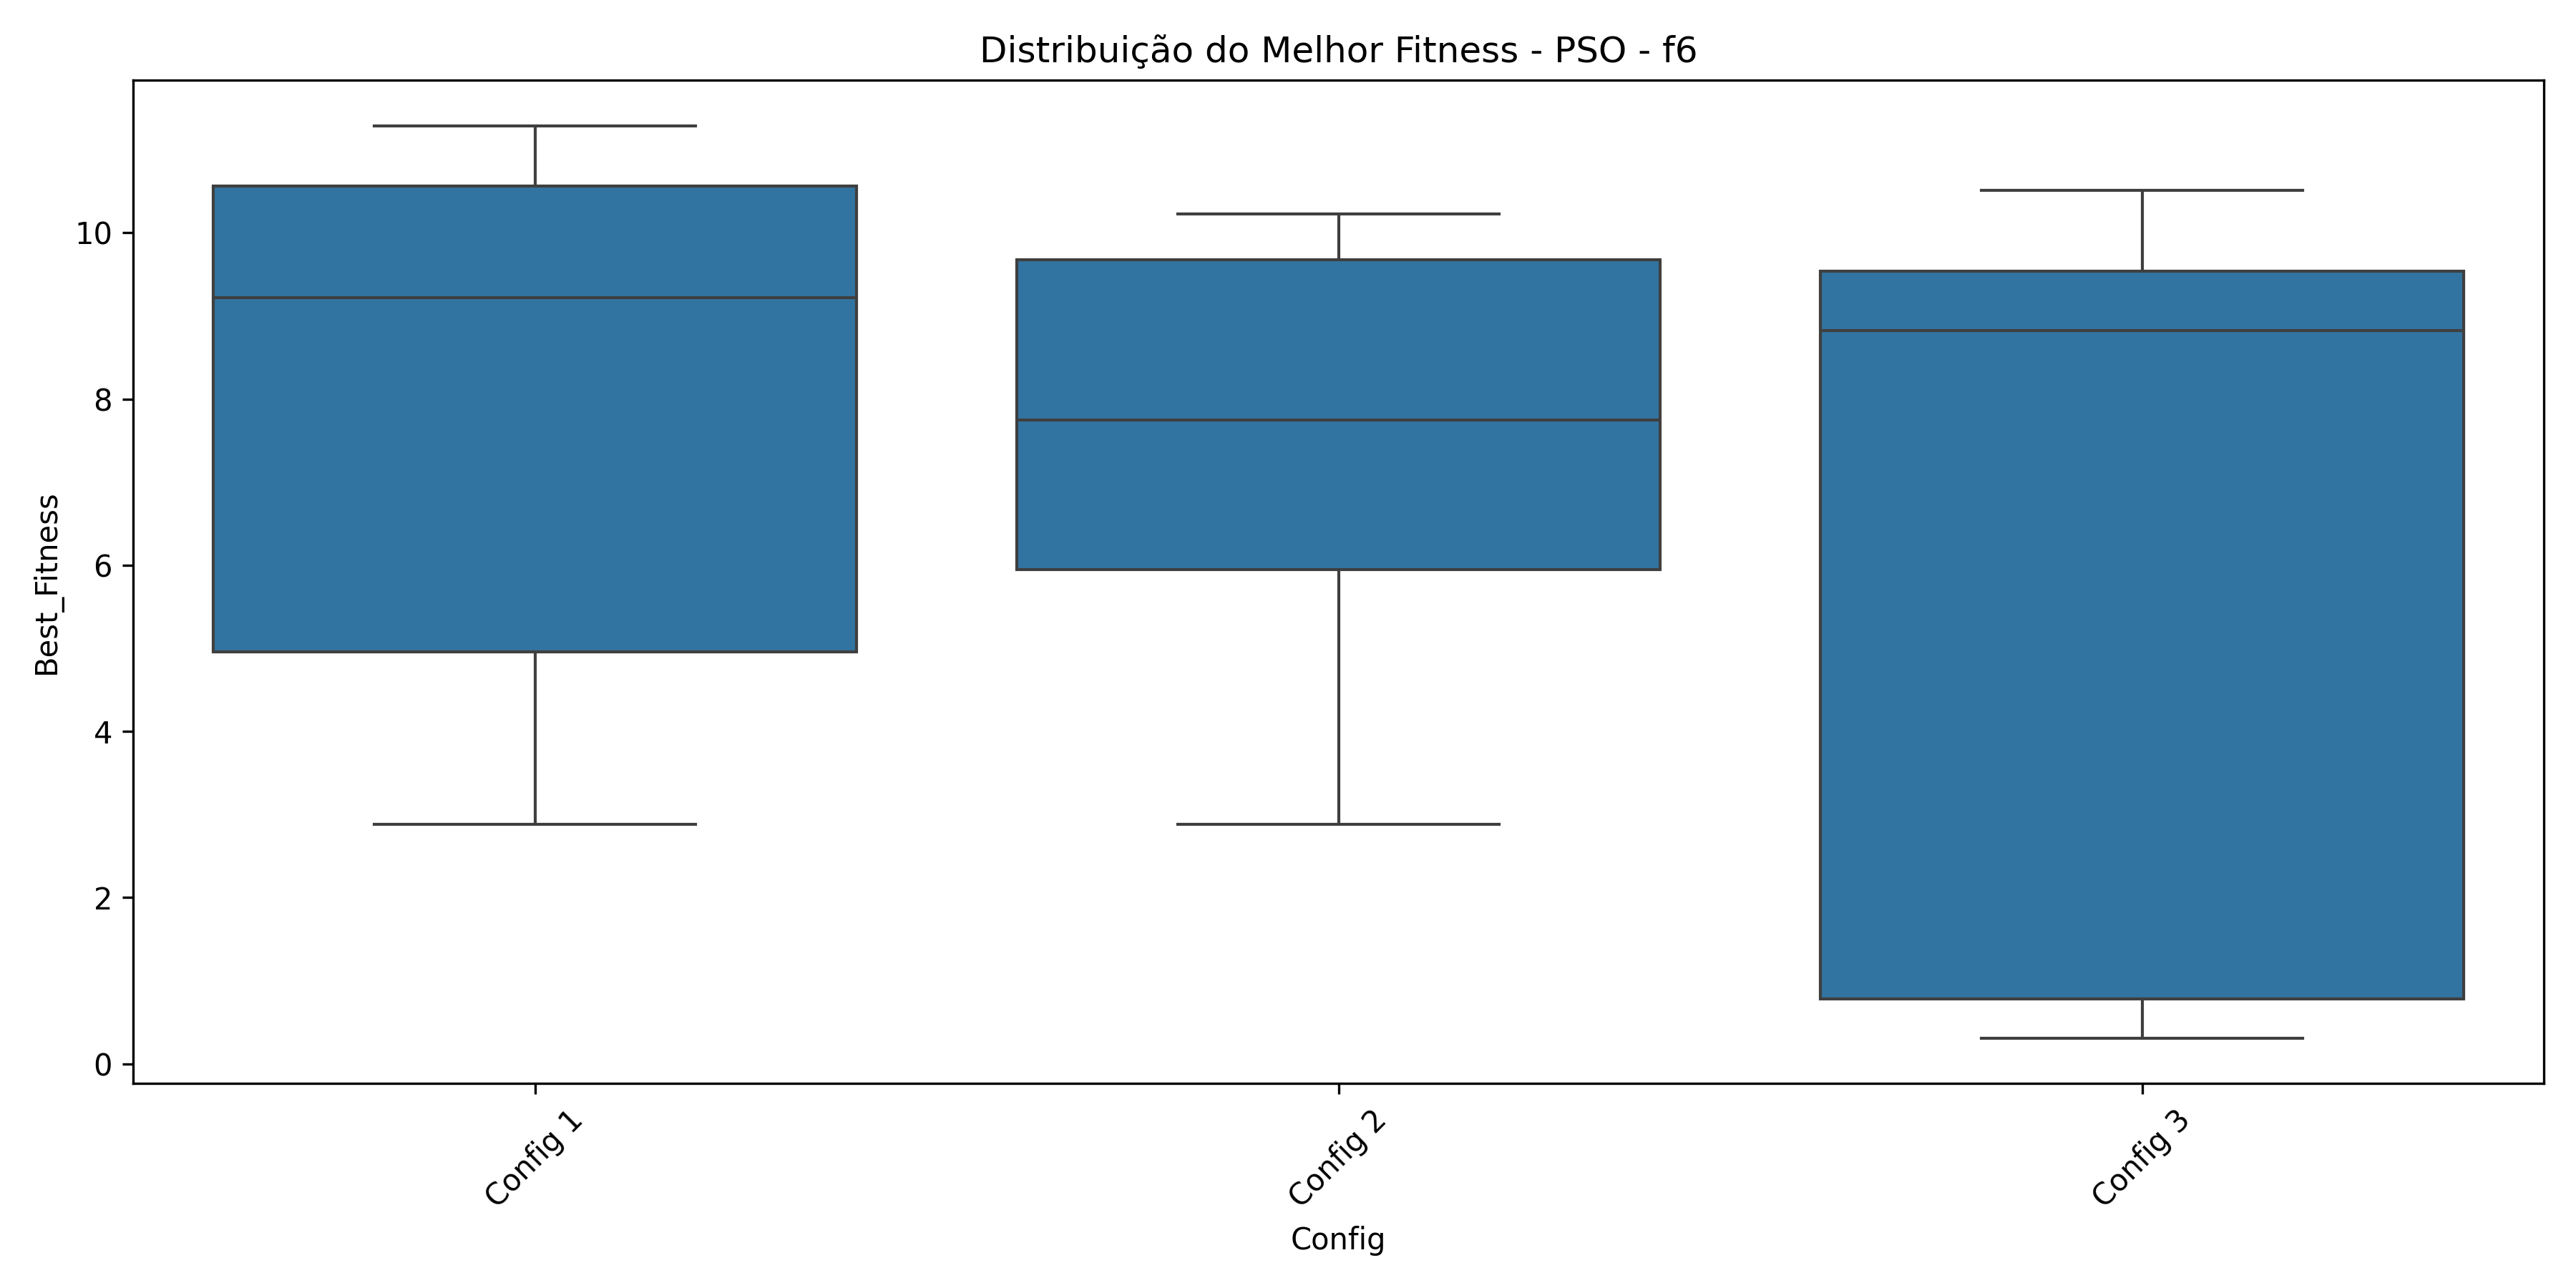 Distribuição do Melhor Fitness - PSO - f6
Best_Fitness
10
8
6
4
2
0
Config 1
Config 2
Config 3
Config